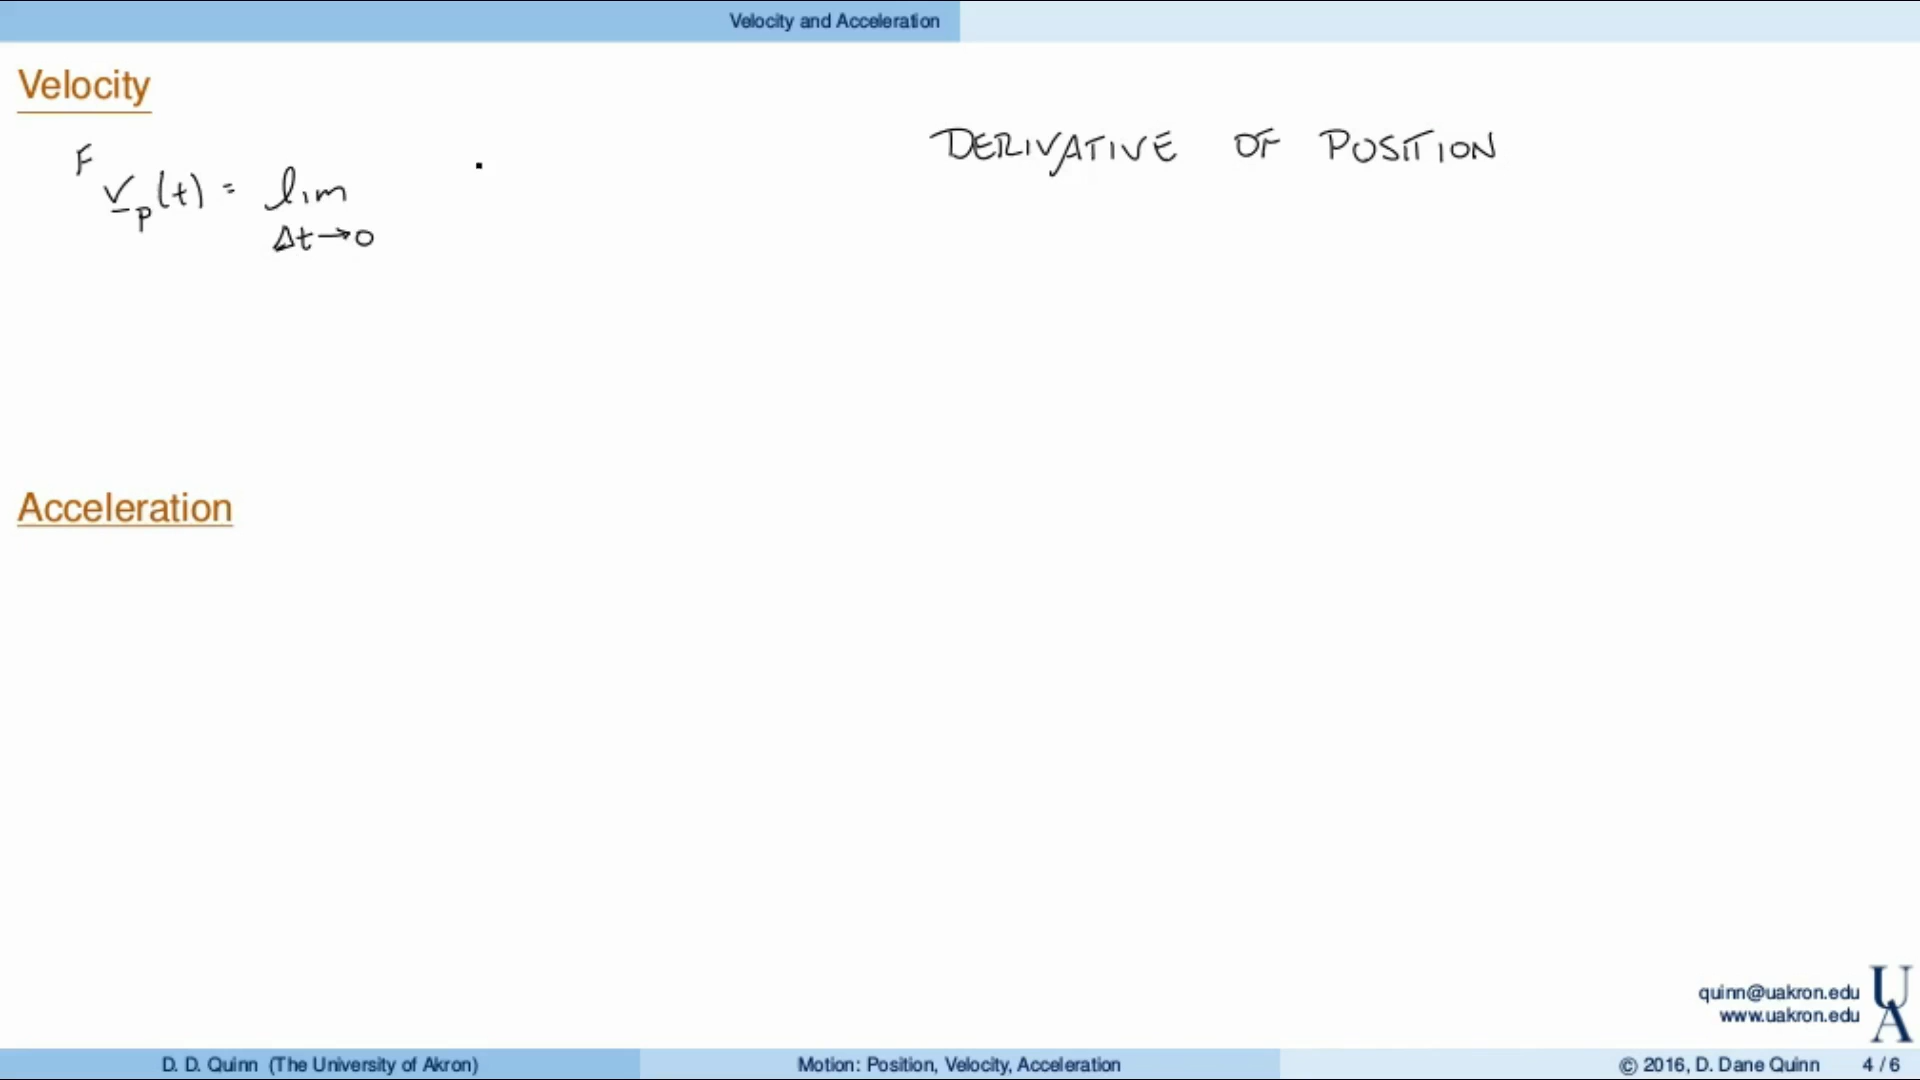 Velocity and Acceleration
Velocity
DERIVATIVE OF POSITION
F v_p(t) = lim
Δt→0
Acceleration
quinn@uakron.edu
www.uakron.edu
UA
D. D. Quinn (The University of Akron) Motion: Position, Velocity, Acceleration © 2016, D. Dane Quinn 4 / 6